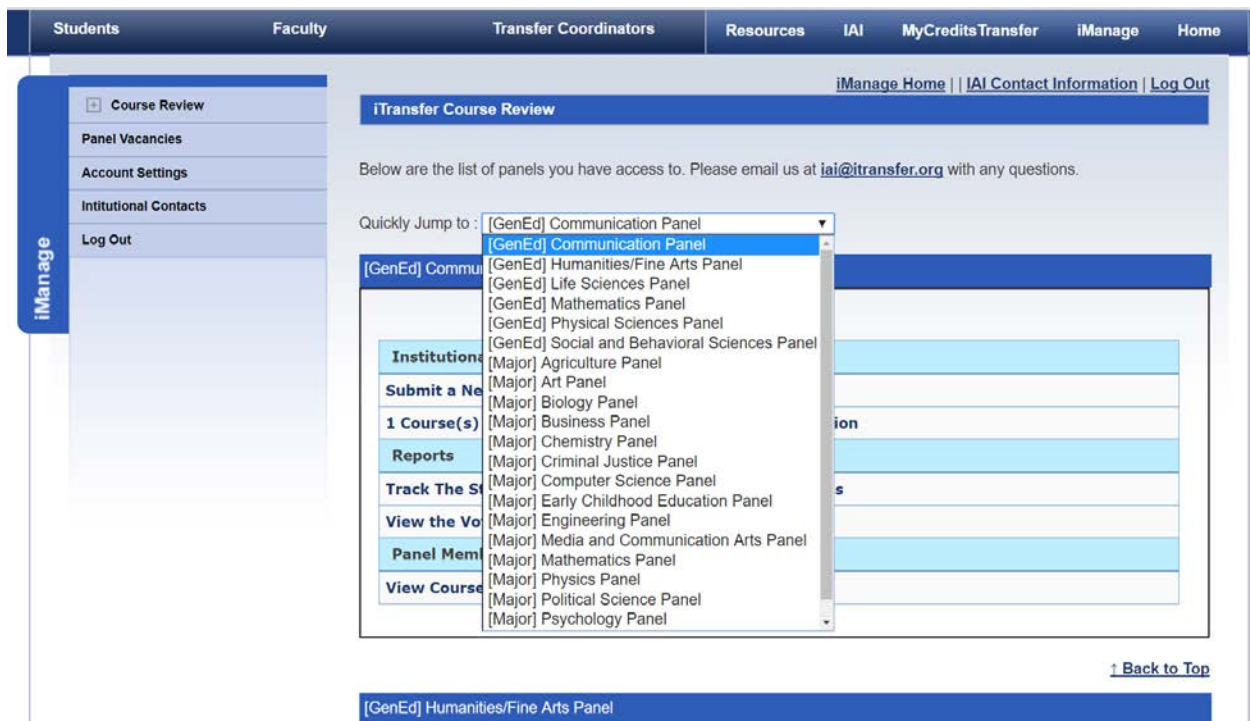 Students Faculty Transfer Coordinators Resources IAI MyCreditsTransfer iManage Home
iManage Home | | IAI Contact Information | Log Out
iManage
Course Review
Panel Vacancies
Account Settings
Intitutional Contacts
Log Out
iTransfer Course Review
Below are the list of panels you have access to. Please email us at iai@itransfer.org with any questions.
Quickly Jump to : [GenEd] Communication Panel
[GenEd] Communication Panel
[GenEd] Humanities/Fine Arts Panel
[GenEd] Life Sciences Panel
[GenEd] Mathematics Panel
[GenEd] Physical Sciences Panel
[GenEd] Social and Behavioral Sciences Panel
[Major] Agriculture Panel
[Major] Art Panel
[Major] Biology Panel
[Major] Business Panel
[Major] Chemistry Panel
[Major] Criminal Justice Panel
[Major] Computer Science Panel
[Major] Early Childhood Education Panel
[Major] Engineering Panel
[Major] Media and Communication Arts Panel
[Major] Mathematics Panel
[Major] Physics Panel
[Major] Political Science Panel
[Major] Psychology Panel
[GenEd]
Submit a
1 Course(s)
Reports
Track The
View the
Panel
View Course
↑ Back to Top
[GenEd] Humanities/Fine Arts Panel